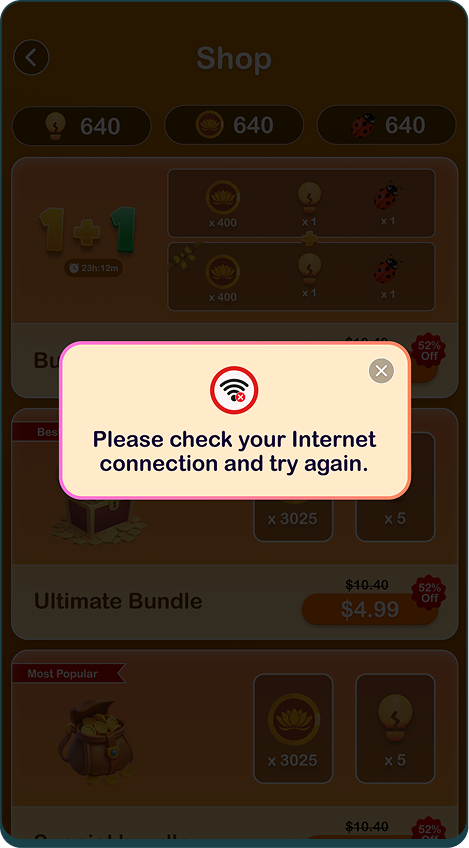 Shop
640
640
640
1+1
23h:12m
x 400
x 1
x 1
x 400
x 1
x 1
$10.40
52%
Off
Please check your Internet
connection and try again.
x 3025
x 5
Ultimate Bundle
$10.40
$4.99
52%
Off
Most Popular
x 3025
x 5
$10.40
52%
Off